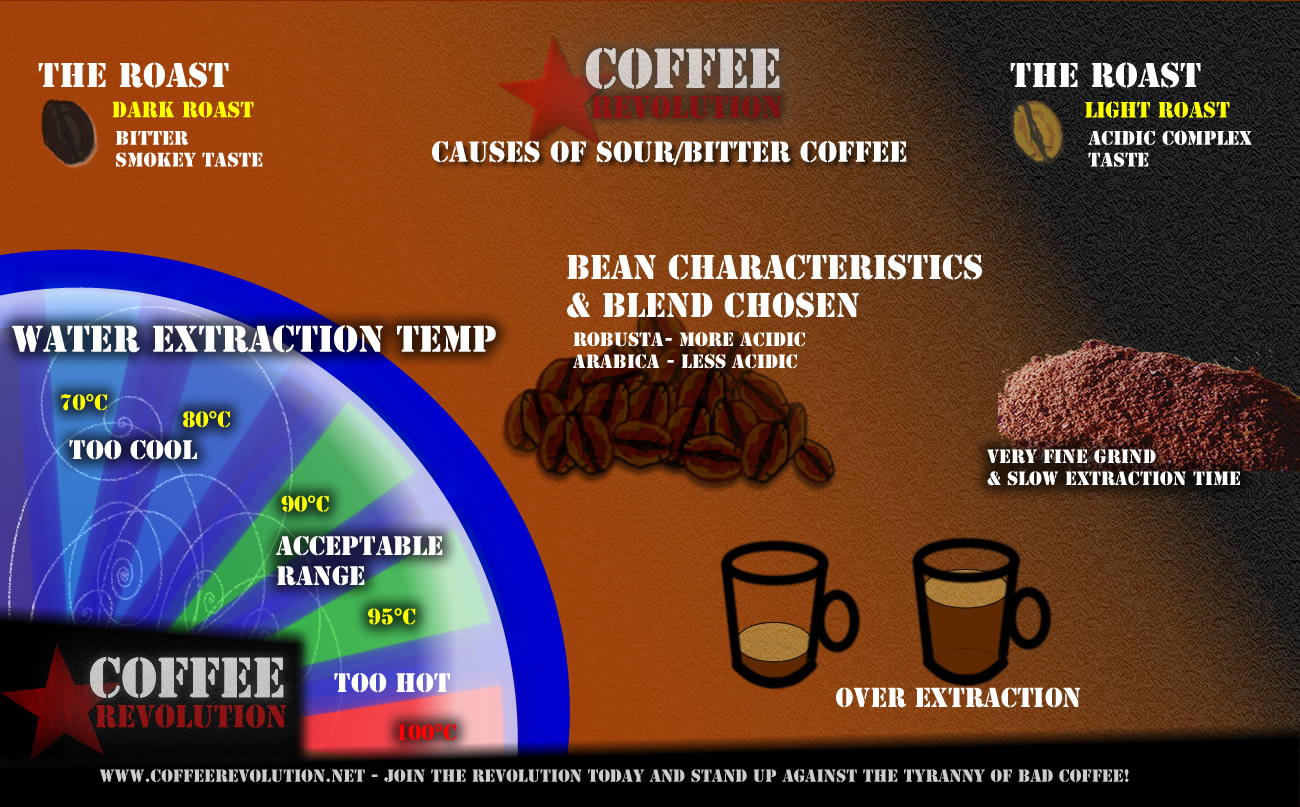 COFFEE
REVOLUTION
CAUSES OF SOUR/BITTER COFFEE
THE ROAST
DARK ROAST
BITTER
SMOKEY TASTE
THE ROAST
LIGHT ROAST
ACIDIC COMPLEX
TASTE
BEAN CHARACTERISTICS
& BLEND CHOSEN
ROBUSTA- MORE ACIDIC
ARABICA - LESS ACIDIC
WATER EXTRACTION TEMP
70°C
80°C
TOO COOL
90°C
ACCEPTABLE
RANGE
95°C
TOO HOT
100°C
VERY FINE GRIND
& SLOW EXTRACTION TIME
OVER EXTRACTION
COFFEE
REVOLUTION
WWW.COFFEEREVOLUTION.NET - JOIN THE REVOLUTION TODAY AND STAND UP AGAINST THE TYRANNY OF BAD COFFEE!